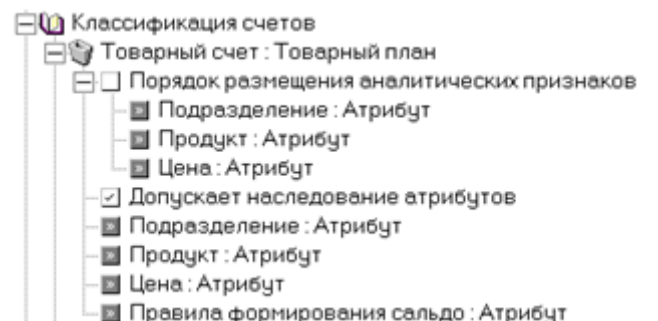 Классификация счетов
Товарный счет : Товарный план
Порядок размещения аналитических признаков
Подразделение : Атрибут
Продукт : Атрибут
Цена : Атрибут
Допускает наследование атрибутов
Подразделение : Атрибут
Продукт : Атрибут
Цена : Атрибут
Правила формирования сальдо : Атрибут